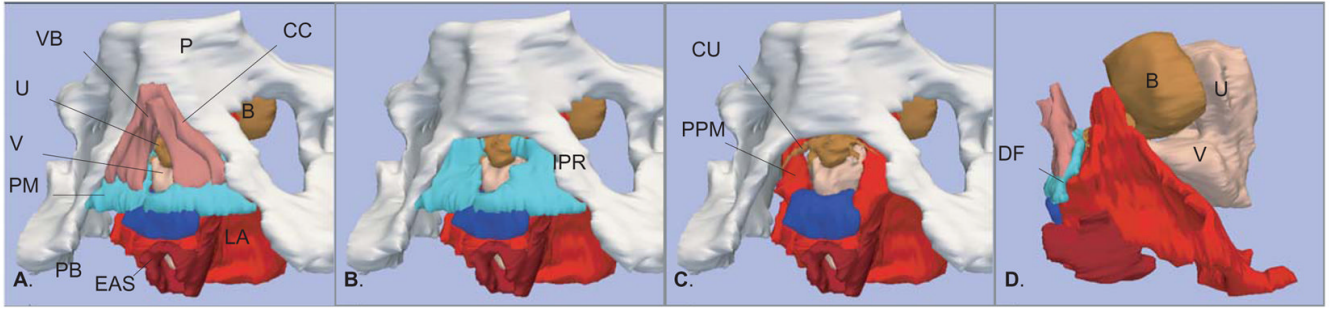 VB
P
CC
U
B
V
PM
IPR
LA
PB
EAS
A.
B.
CU
PPM
C.
B
U
V
DF
D.